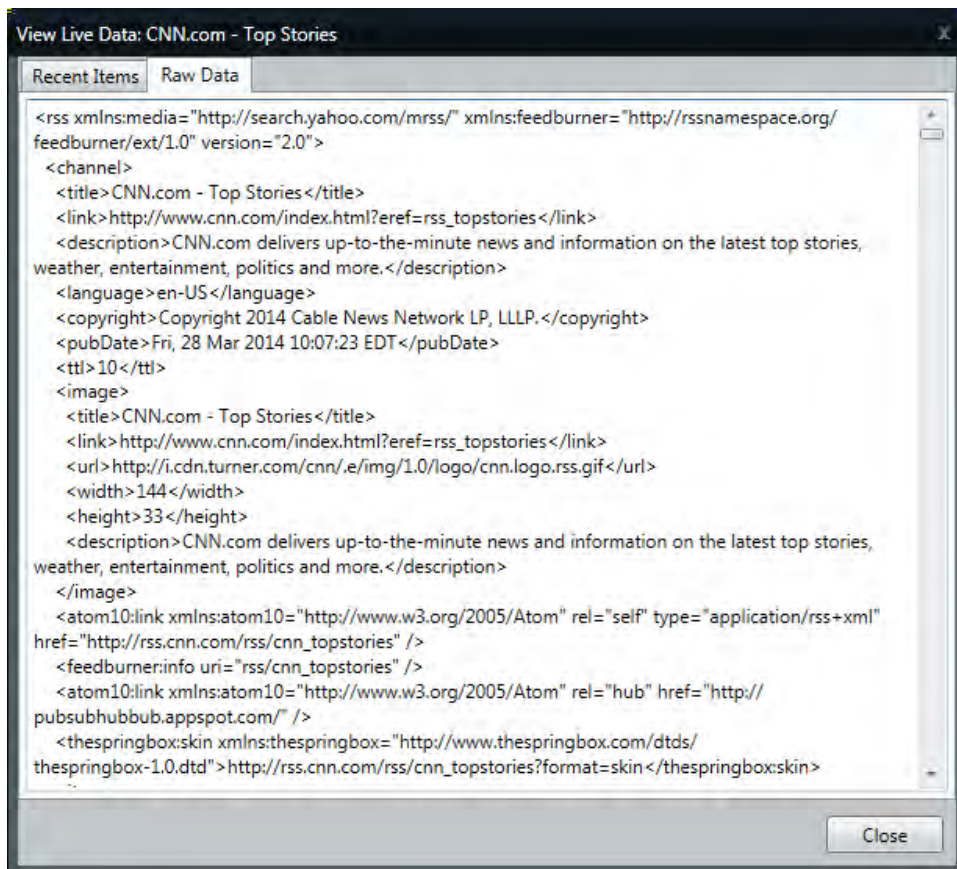 View Live Data: CNN.com - Top Stories
X
Recent Items Raw Data
<rss xmlns:media="http://search.yahoo.com/mrss/" xmlns:feedburner="http://rssnamespace.org/
feedburner/ext/1.0" version="2.0">
<channel>
<title>CNN.com - Top Stories</title>
<link>http://www.cnn.com/index.html?eref=rss_topstories</link>
<description>CNN.com delivers up-to-the-minute news and information on the latest top stories,
weather, entertainment, politics and more.</description>
<language>en-US</language>
<copyright>Copyright 2014 Cable News Network LP, LLLP.</copyright>
<pubDate>Fri, 28 Mar 2014 10:07:23 EDT</pubDate>
<ttl>10</ttl>
<image>
<title>CNN.com - Top Stories</title>
<link>http://www.cnn.com/index.html?eref=rss_topstories</link>
<url>http://i.cdn.turner.com/cnn/.e/img/1.0/logo/cnn.logo.rss.gif</url>
<width>144</width>
<height>33</height>
<description>CNN.com delivers up-to-the-minute news and information on the latest top stories,
weather, entertainment, politics and more.</description>
</image>
<atom10:link xmlns:atom10="http://www.w3.org/2005/Atom" rel="self" type="application/rss+xml"
href="http://rss.cnn.com/rss/cnn_topstories" />
<feedburner:info uri="rss/cnn_topstories" />
<atom10:link xmlns:atom10="http://www.w3.org/2005/Atom" rel="hub" href="http://
pubsubhubbub.appspot.com/" />
<thespringbox:skin xmlns:thespringbox="http://www.thespringbox.com/dtds/
thespringbox-1.0.dtd">http://rss.cnn.com/rss/cnn_topstories?format=skin</thespringbox:skin>
Close